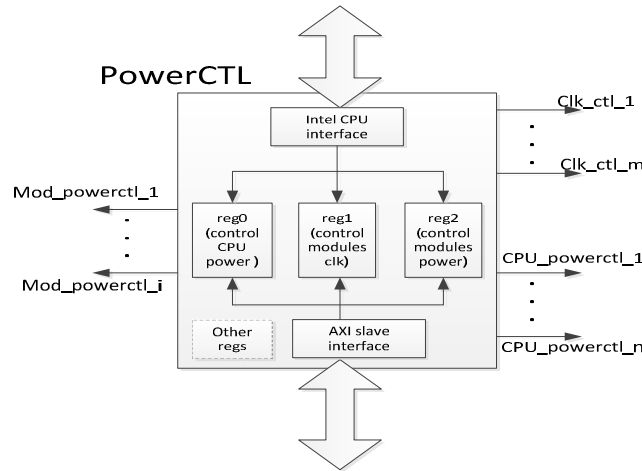 PowerCTL
Intel CPU
interface
Clk_ctl_1
Clk_ctl_m
Mod_powerctl_1
Mod_powerctl_i
reg0
(control
CPU
power )
reg1
(control
modules
clk)
reg2
(control
modules
power)
CPU_powerctl_1
CPU_powerctl_n
Other
regs
AXI slave
interface